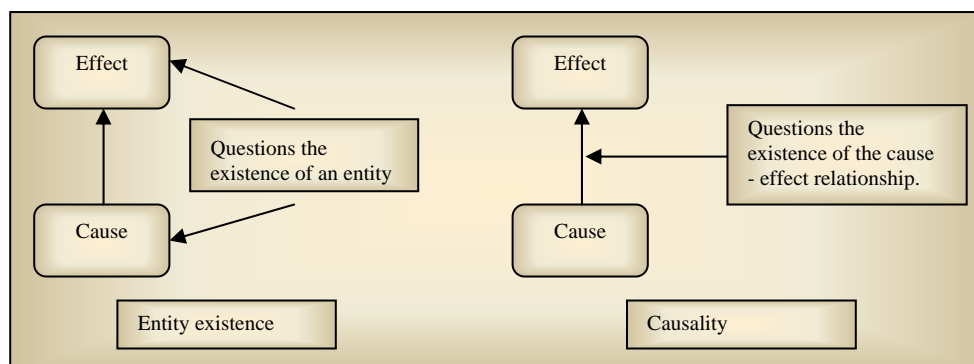 Effect
Questions the
existence of an entity
Cause
Entity existence
Effect
Questions the
existence of the cause
- effect relationship.
Cause
Causality